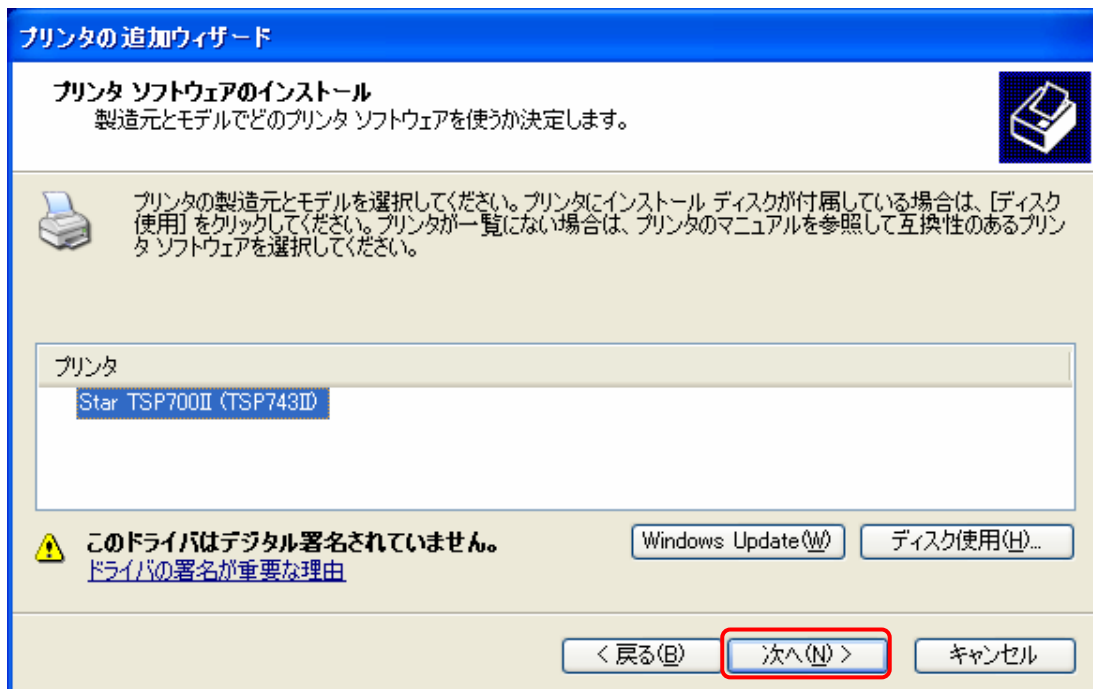 プリンタの追加ウィザード
プリンタ ソフトウェアのインストール
製造元とモデルでどのプリンタ ソフトウェアを使うか決定します。
プリンタの製造元とモデルを選択してください。プリンタにインストール ディスクが付属している場合は、[ディスク
使用] をクリックしてください。プリンタが一覧にない場合は、プリンタのマニュアルを参照して互換性のあるプリン
タ ソフトウェアを選択してください。
プリンタ
Star TSP700II (TSP743II)
このドライバはデジタル署名されていません。
ドライバの署名が重要な理由
Windows Update(W)
ディスク使用(H)...
< 戻る(B)
次へ(N) >
キャンセル